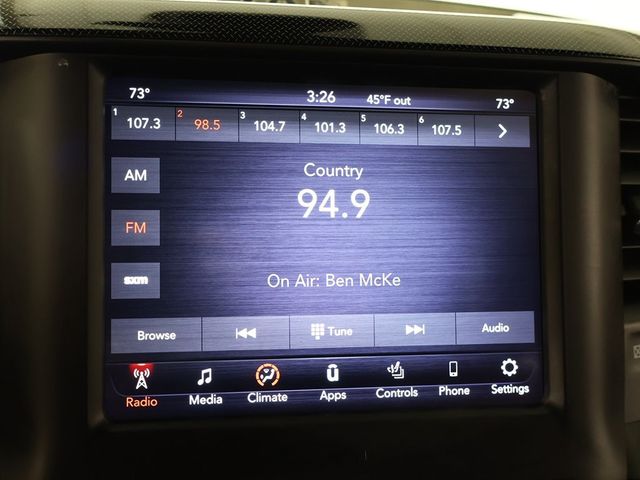 73° 3:26 45°F out 73°
1 107.3 2 98.5 3 104.7 4 101.3 5 106.3 6 107.5
AM
Country
94.9
FM
sxm
On Air: Ben McKe
Browse Tune Audio
Radio Media Climate Apps Controls Phone Settings